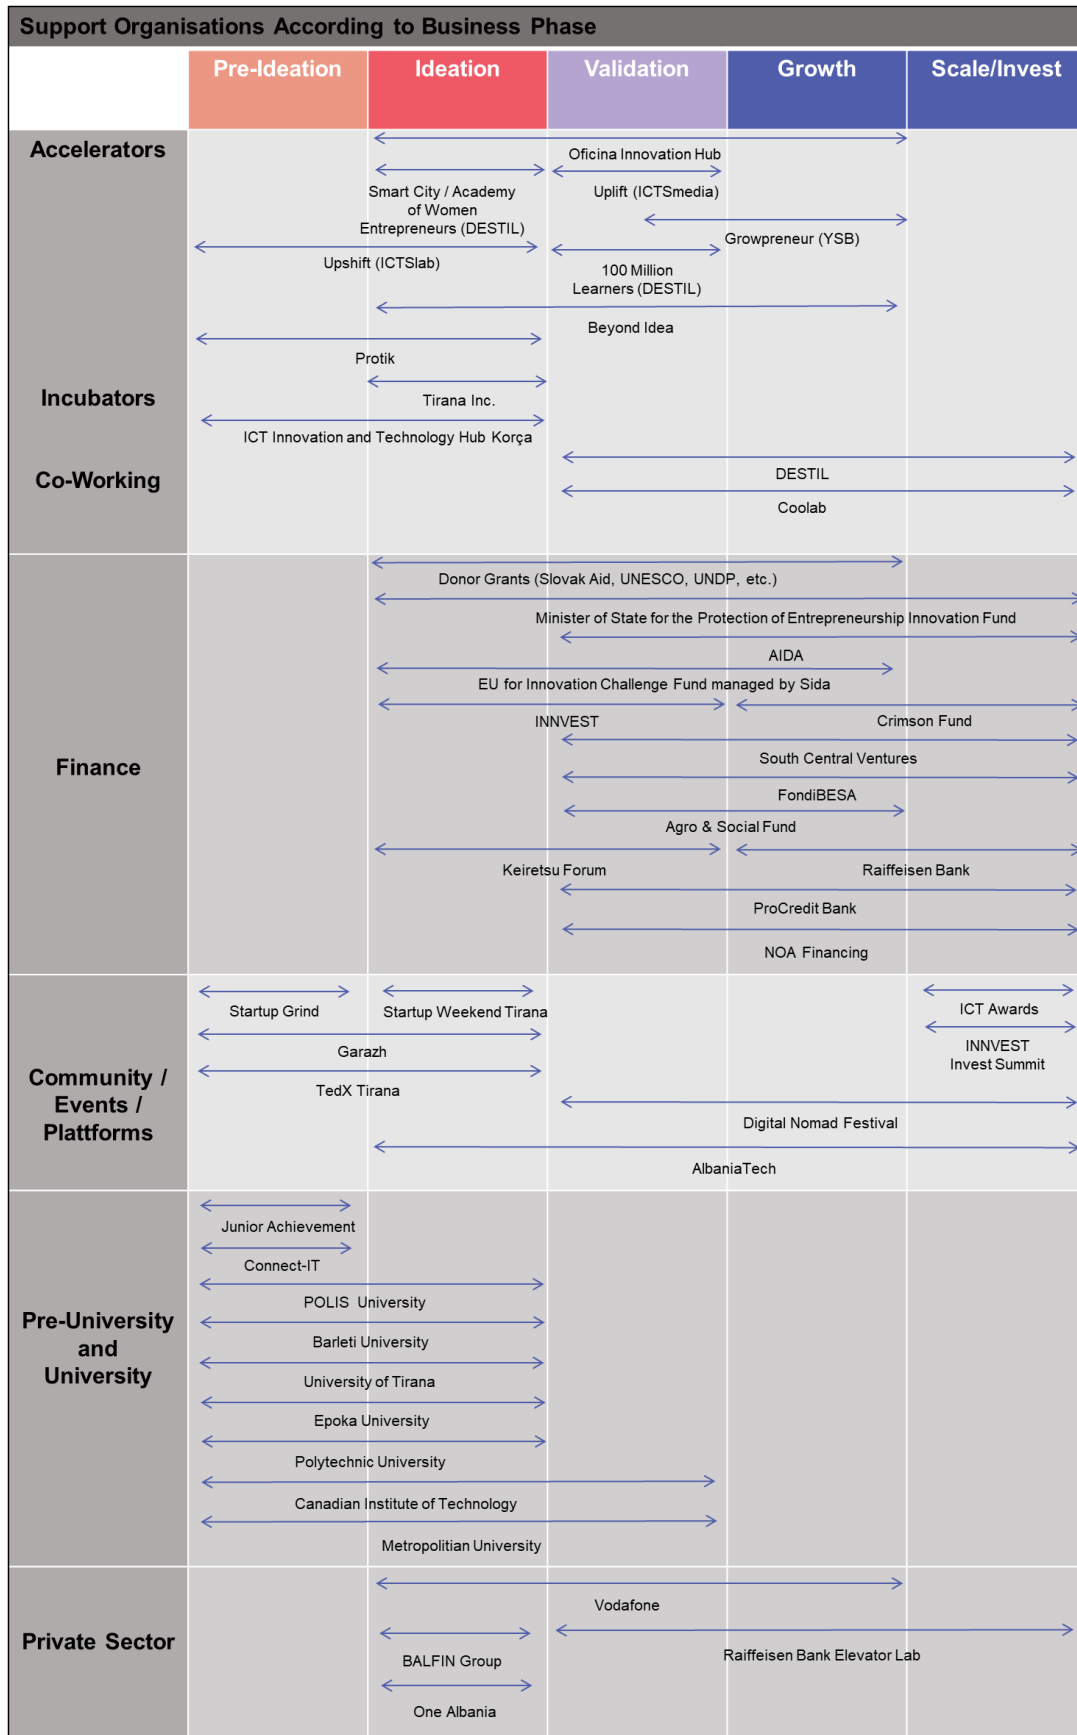 Support Organisations According to Business Phase
Pre-Ideation
Ideation
Validation
Growth
Scale/Invest
Accelerators
Oficina Innovation Hub
Smart City / Academy
of Women
Entrepreneurs (DESTIL)
Uplift (ICTSmedia)
Growpreneur (YSB)
Upshift (ICTSlab)
100 Million
Learners (DESTIL)
Beyond Idea
Protik
Incubators
Tirana Inc.
ICT Innovation and Technology Hub Korça
Co-Working
DESTIL
Coolab
Finance
Donor Grants (Slovak Aid, UNESCO, UNDP, etc.)
Minister of State for the Protection of Entrepreneurship Innovation Fund
AIDA
EU for Innovation Challenge Fund managed by Sida
INNVEST
Crimson Fund
South Central Ventures
FondiBESA
Agro & Social Fund
Keiretsu Forum
Raiffeisen Bank
ProCredit Bank
NOA Financing
Community /
Events /
Plattforms
Startup Grind
Startup Weekend Tirana
ICT Awards
Garazh
INNVEST
Invest Summit
TedX Tirana
Digital Nomad Festival
AlbaniaTech
Pre-University
and
University
Junior Achievement
Connect-IT
POLIS University
Barleti University
University of Tirana
Epoka University
Polytechnic University
Canadian Institute of Technology
Metropolitian University
Private Sector
Vodafone
BALFIN Group
Raiffeisen Bank Elevator Lab
One Albania